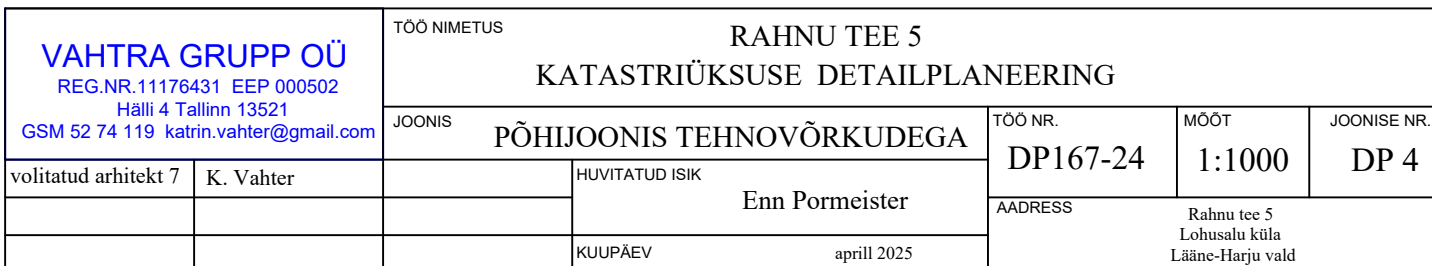 VAHTRA GRUPP OÜ
REG.NR.11176431 EEP 000502
Hälli 4 Tallinn 13521
GSM 52 74 119 katrin.vahter@gmail.com
volitatud arhitekt 7 K. Vahter
TÖÖ NIMETUS
RAHNU TEE 5
KATASTRIÜKSUSE DETAILPLANEERING
JOONIS
PÕHIJOONIS TEHNOVÕRKUDEGA
TÖÖ NR.
DP167-24
MÕÕT
1:1000
JOONISE NR.
DP 4
HUVITATUD ISIK
Enn Pormeister
KUUPÄEV
aprill 2025
AADRESS
Rahnu tee 5
Lohusalu küla
Lääne-Harju vald